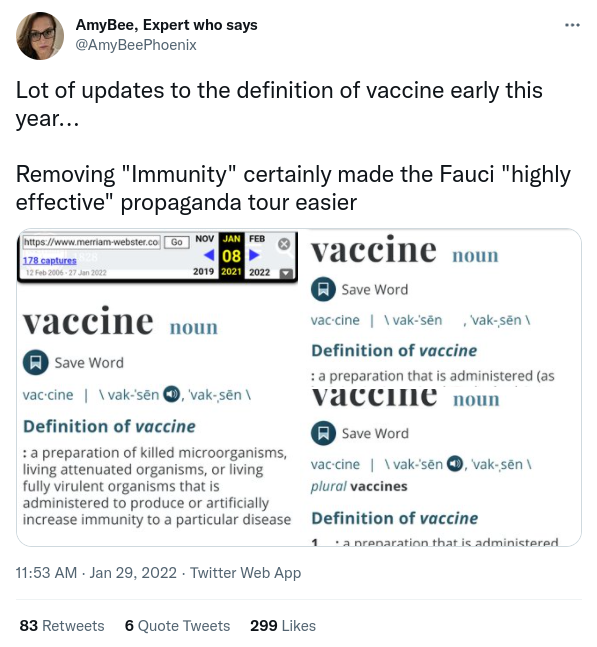 AmyBee, Expert who says
@AmyBeePhoenix
Lot of updates to the definition of vaccine early this
year...
Removing "Immunity" certainly made the Fauci "highly
effective" propaganda tour easier
https://www.merriam-webster.co Go NOV JAN FEB
178 captures 08
12 Feb 2006 - 27 Jan 2022 2019 2021 2022
vaccine noun
Save Word
vac·cine | \ vak-ˈsēn , ˈvak-ˌsēn \
Definition of vaccine
: a preparation of killed microorganisms,
living attenuated organisms, or living
fully virulent organisms that is
administered to produce or artificially
increase immunity to a particular disease
vaccine noun
Save Word
vac·cine | \ vak-ˈsēn , ˈvak-ˌsēn \
Definition of vaccine
: a preparation that is administered (as
vaccine noun
Save Word
vac·cine | \ vak-ˈsēn , ˈvak-ˌsēn \
plural vaccines
Definition of vaccine
1 : a preparation that is administered
11:53 AM · Jan 29, 2022 · Twitter Web App
83 Retweets 6 Quote Tweets 299 Likes